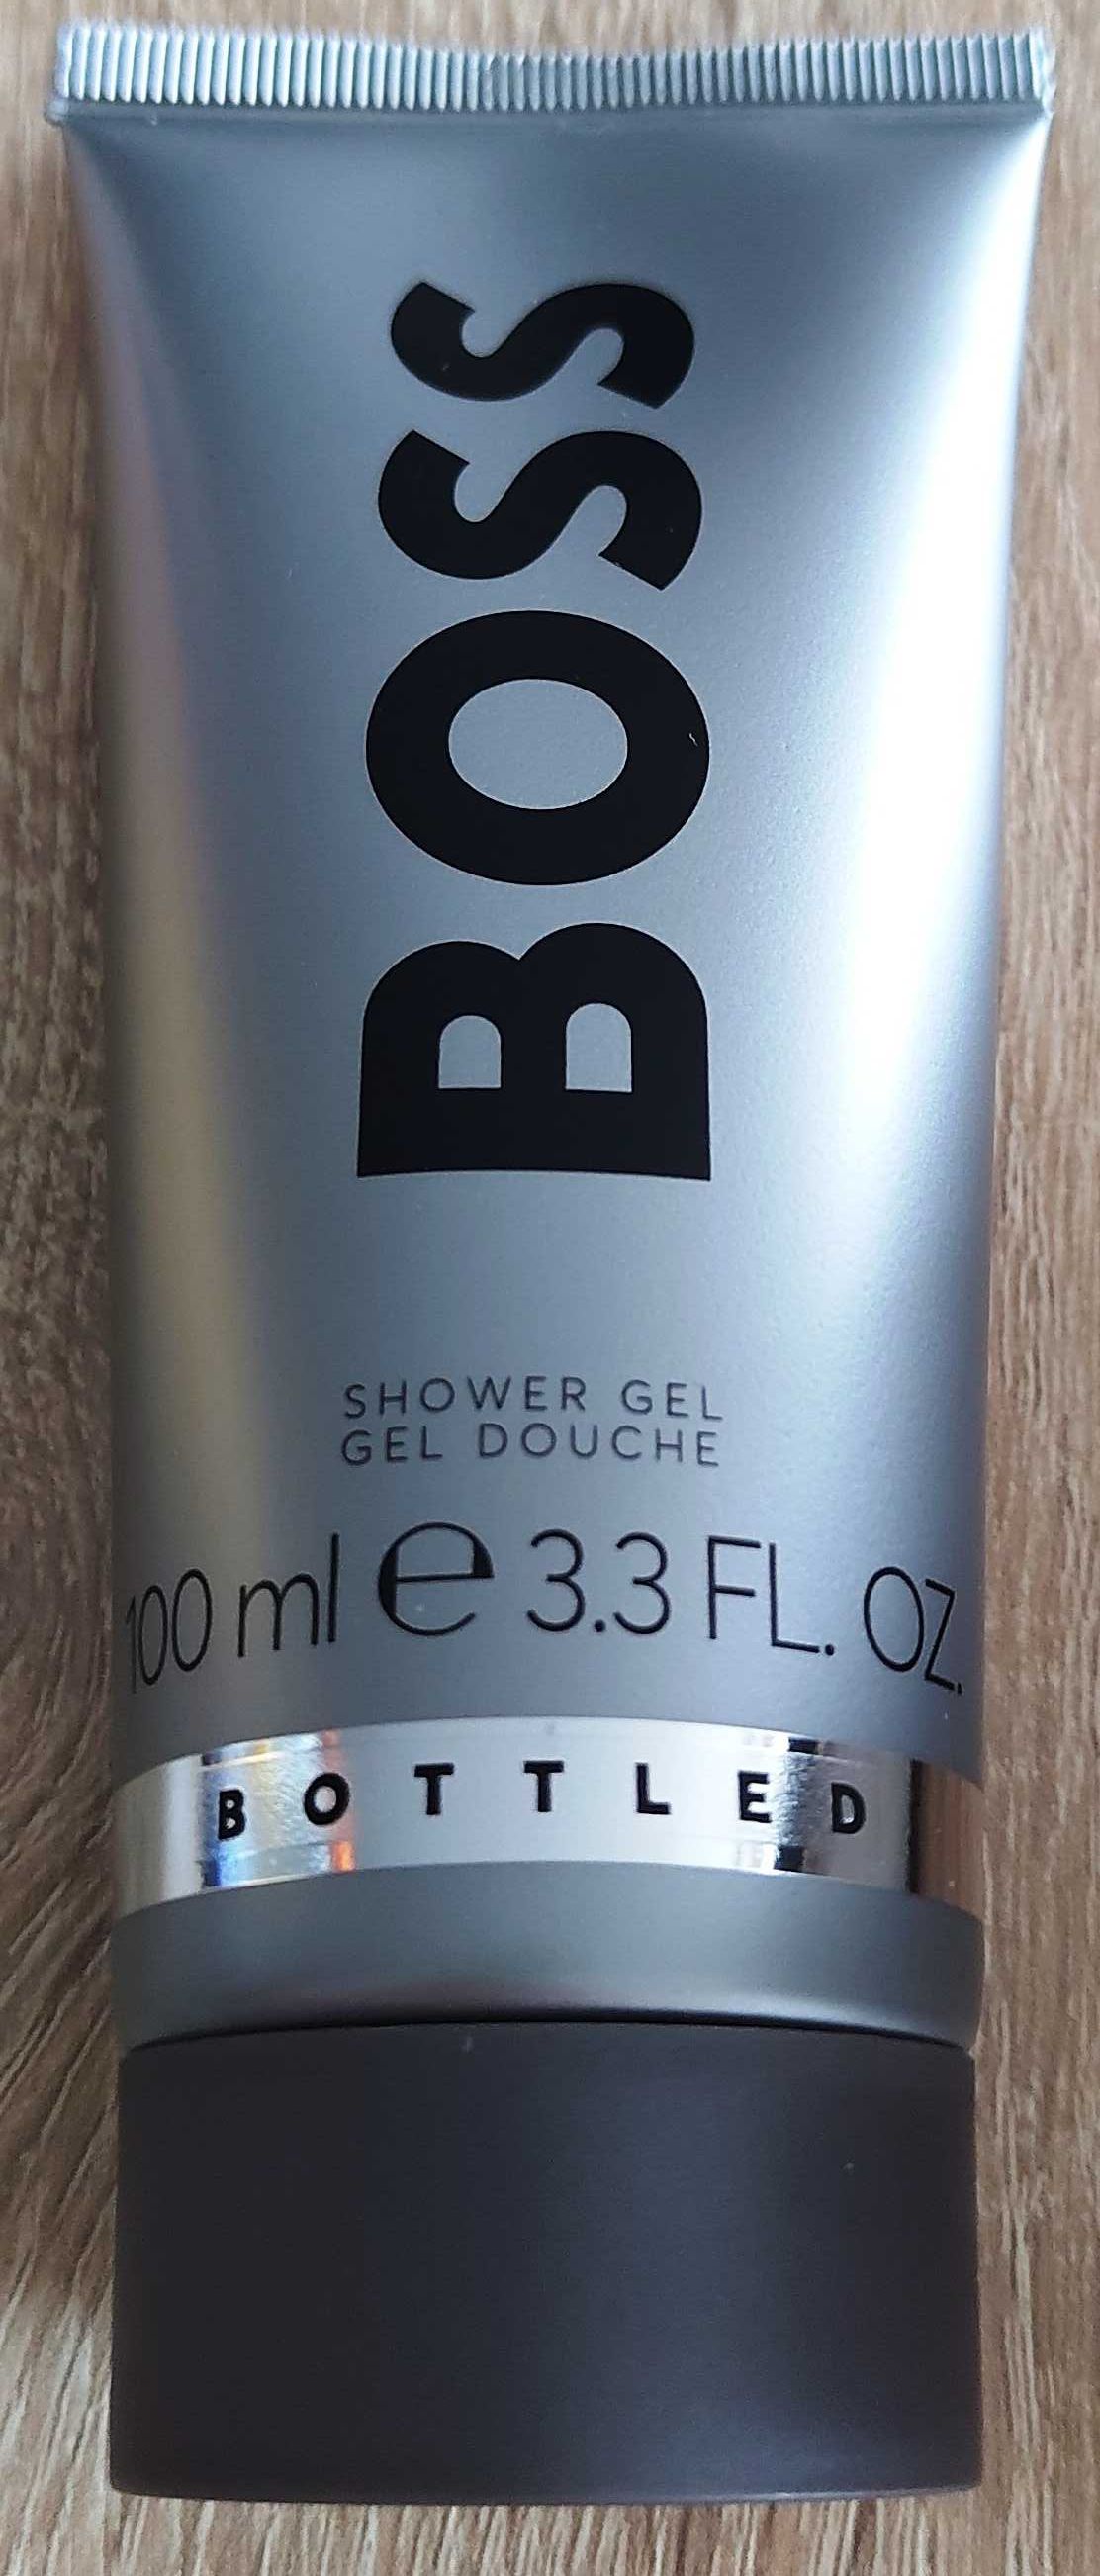 BOSS
SHOWER GEL
GEL DOUCHE
100 ml e 3.3 FL. OZ.
BOTTLED